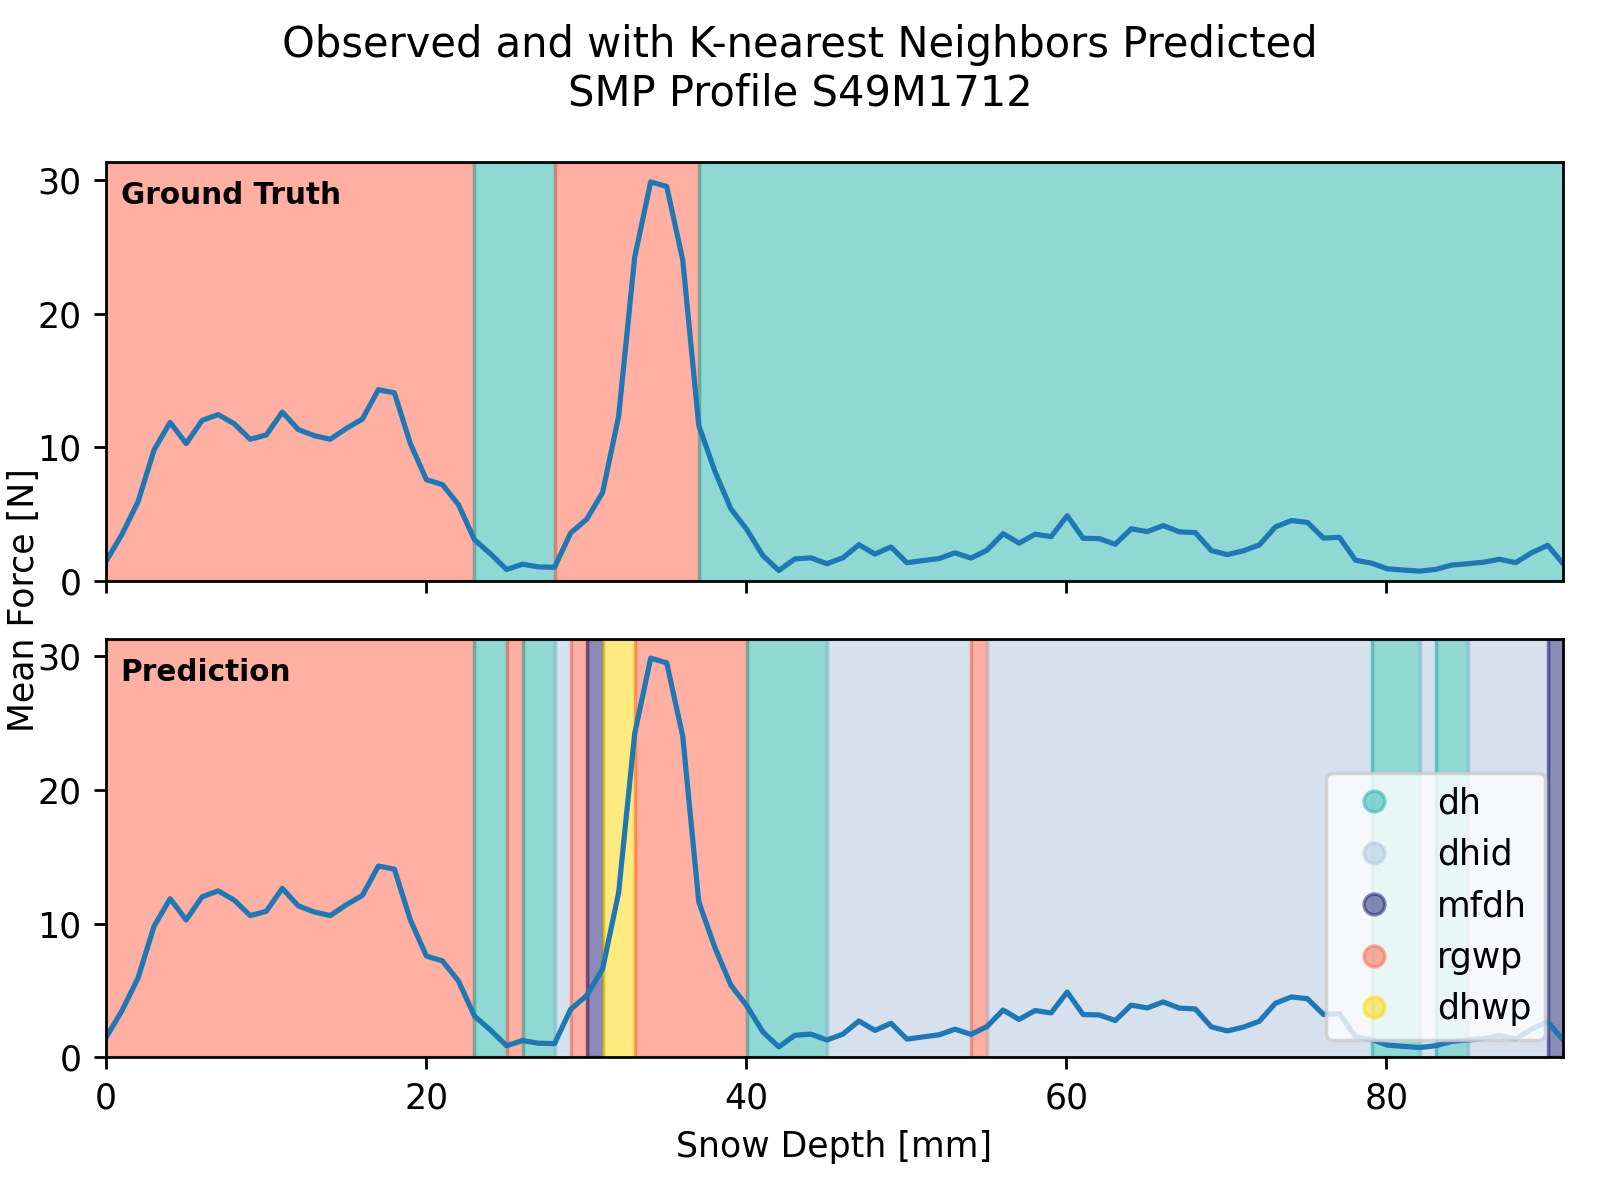 Observed and with K-nearest Neighbors Predicted
SMP Profile S49M1712
Mean Force [N]
30
20
10
0
Ground Truth
30
20
10
0
Prediction
dh
dhid
mfdh
rgwp
dhwp
0 20 40 60 80
Snow Depth [mm]